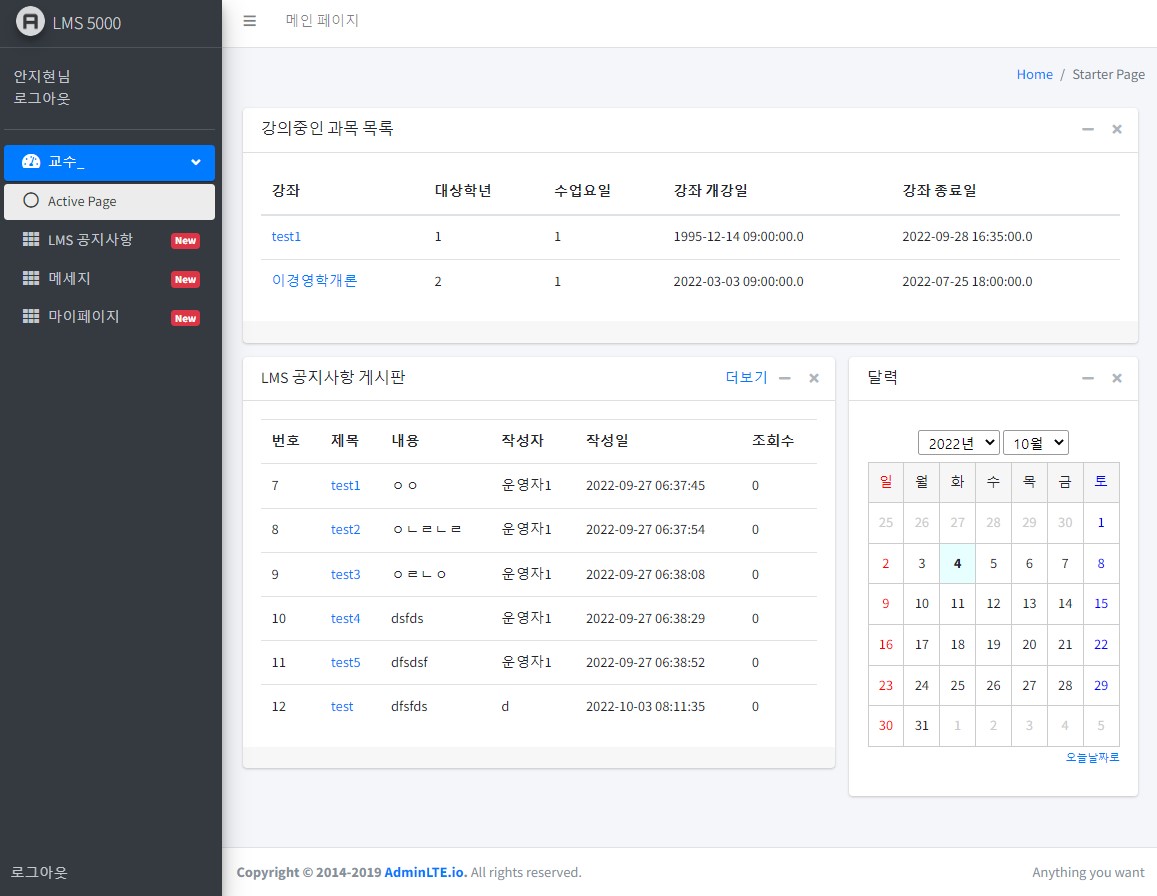 LMS 5000
메인 페이지
안지현님
로그아웃
Home / Starter Page
교수_
Active Page
LMS 공지사항 New
메세지 New
마이페이지 New
강의중인 과목 목록
강좌 대상학년 수업요일 강좌 개강일 강좌 종료일
test1 1 1 1995-12-14 09:00:00.0 2022-09-28 16:35:00.0
이경영학개론 2 1 2022-03-03 09:00:00.0 2022-07-25 18:00:00.0
LMS 공지사항 게시판 더보기
번호 제목 내용 작성자 작성일 조회수
7 test1 ㅇㅇ 운영자1 2022-09-27 06:37:45 0
8 test2 ㅇㄴㄹㄴㄹ 운영자1 2022-09-27 06:37:54 0
9 test3 ㅇㄹㄴㅇ 운영자1 2022-09-27 06:38:08 0
10 test4 dsfds 운영자1 2022-09-27 06:38:29 0
11 test5 dfsdsf 운영자1 2022-09-27 06:38:52 0
12 test dfsfds d 2022-10-03 08:11:35 0
달력
2022년 10월
일 월 화 수 목 금 토
25 26 27 28 29 30 1
2 3 4 5 6 7 8
9 10 11 12 13 14 15
16 17 18 19 20 21 22
23 24 25 26 27 28 29
30 31 1 2 3 4 5
오늘날짜로
로그아웃
Copyright © 2014-2019 AdminLTE.io. All rights reserved.
Anything you want